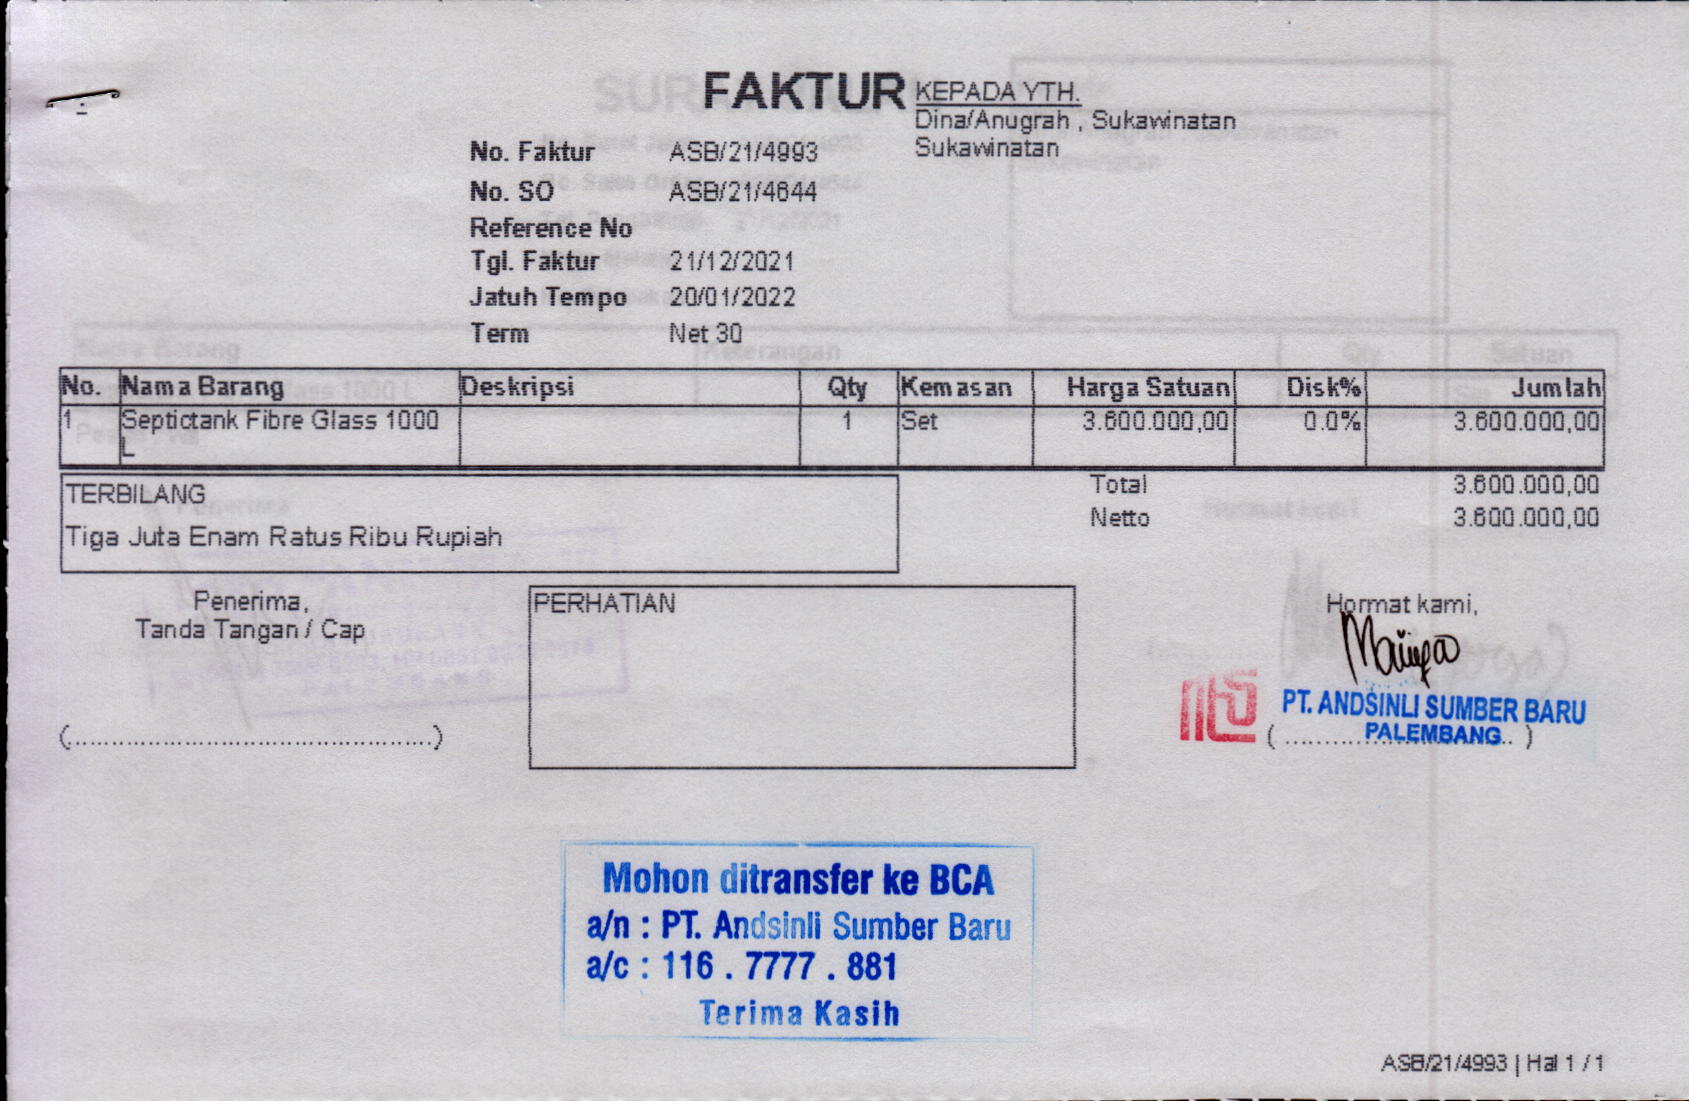 FAKTUR
KEPADA YTH.
Dina/Anugrah , Sukawinatan
Sukawinatan
No. Faktur ASB/21/4993
No. SO ASB/21/4644
Reference No
Tgl. Faktur 21/12/2021
Jatuh Tempo 20/01/2022
Term Net 30
No. Nama Barang Deskripsi Qty Kemasan Harga Satuan Disk% Jumlah
1 Septictank Fibre Glass 1000 1 Set 3.600.000,00 0.0% 3.600.000,00
L
Total 3.600.000,00
Netto 3.600.000,00
TERBILANG
Tiga Juta Enam Ratus Ribu Rupiah
Penerima,
Tanda Tangan / Cap
PERHATIAN
Hormat kami,
PT. ANDSINLI SUMBER BARU
PALEMBANG
Mohon ditransfer ke BCA
a/n : PT. Andsinli Sumber Baru
a/c : 116 . 7777 . 881
Terima Kasih
ASB/21/4993 | Hal 1 / 1